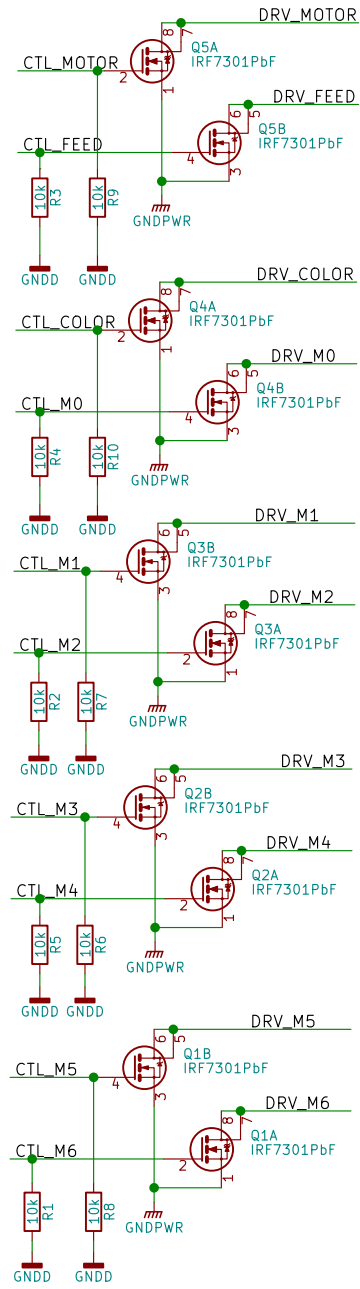 DRV_MOTOR
8
7
Q5A
IRF7301PbF
CTL_MOTOR
2
1
DRV_FEED
6
5
Q5B
IRF7301PbF
CTL_FEED
4
3
10k
R3
10k
R9
GNDPWR
GNDD
GNDD
DRV_COLOR
8
7
Q4A
IRF7301PbF
CTL_COLOR
2
1
DRV_M0
6
5
Q4B
IRF7301PbF
CTL_M0
4
3
10k
R4
10k
R10
GNDPWR
GNDD
GNDD
DRV_M1
6
5
Q3B
IRF7301PbF
CTL_M1
4
3
DRV_M2
8
7
Q3A
IRF7301PbF
CTL_M2
2
1
10k
R2
10k
R7
GNDPWR
GNDD
GNDD
DRV_M3
6
5
Q2B
IRF7301PbF
CTL_M3
4
3
DRV_M4
8
7
Q2A
IRF7301PbF
CTL_M4
2
1
10k
R5
10k
R6
GNDPWR
GNDD
GNDD
DRV_M5
6
5
Q1B
IRF7301PbF
CTL_M5
4
3
DRV_M6
8
7
Q1A
IRF7301PbF
CTL_M6
2
1
10k
R1
10k
R8
GNDPWR
GNDD
GNDD